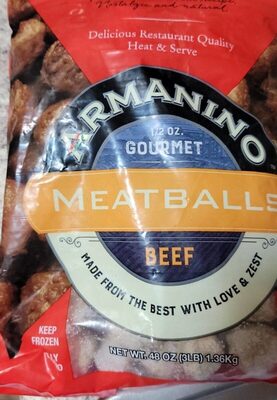 Nostalgic and natural.
Delicious Restaurant Quality
Heat & Serve
ARMANINO
1/2 OZ.
GOURMET
MEATBALLS
BEEF
MADE FROM THE BEST WITH LOVE & ZEST
KEEP
FROZEN
NET WT. 48 OZ (3LB) 1.36Kg